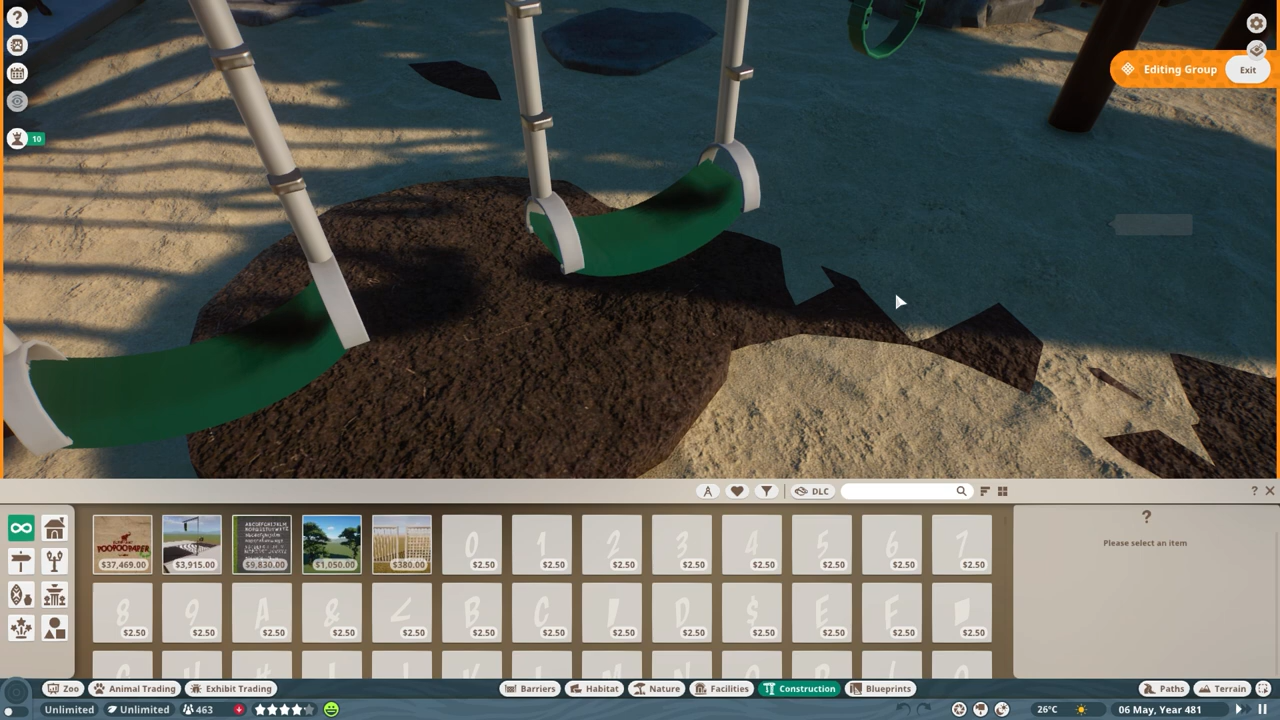 10
Editing Group
Exit
DLC
POOPOOPAPER
$37,469.00
$3,915.00
$9,830.00
$1,050.00
$380.00
0 $2.50
1 $2.50
2 $2.50
3 $2.50
4 $2.50
5 $2.50
6 $2.50
7 $2.50
8 $2.50
9 $2.50
A $2.50
& $2.50
< $2.50
B $2.50
C $2.50
$2.50
D $2.50
$ $2.50
E $2.50
F $2.50
$2.50
?
Please select an item
Zoo
Animal Trading
Exhibit Trading
Barriers
Habitat
Nature
Facilities
Construction
Blueprints
Paths
Terrain
Unlimited
Unlimited
463
26°C
06 May, Year 481